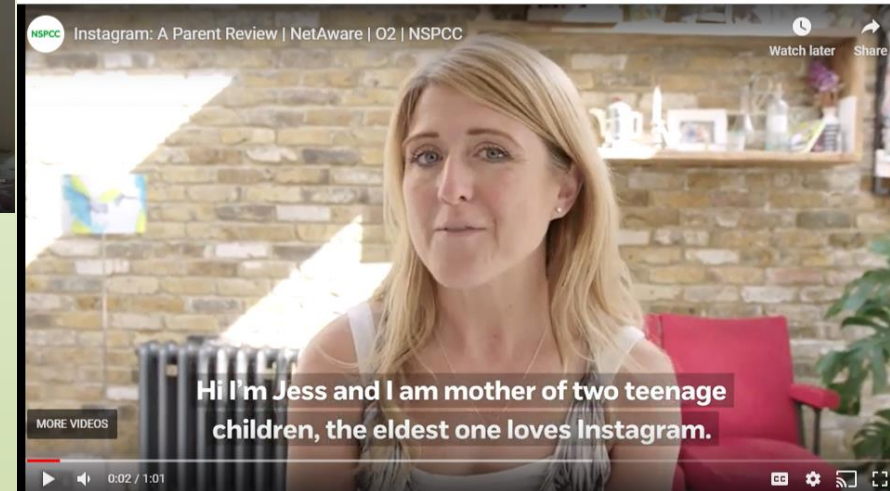 NSPCC
Instagram: A Parent Review | NetAware | O2 | NSPCC
Watch later
Share
Hi I'm Jess and I am mother of two teenage
children, the eldest one loves Instagram.
MORE VIDEOS
0:02 / 1:01
CC